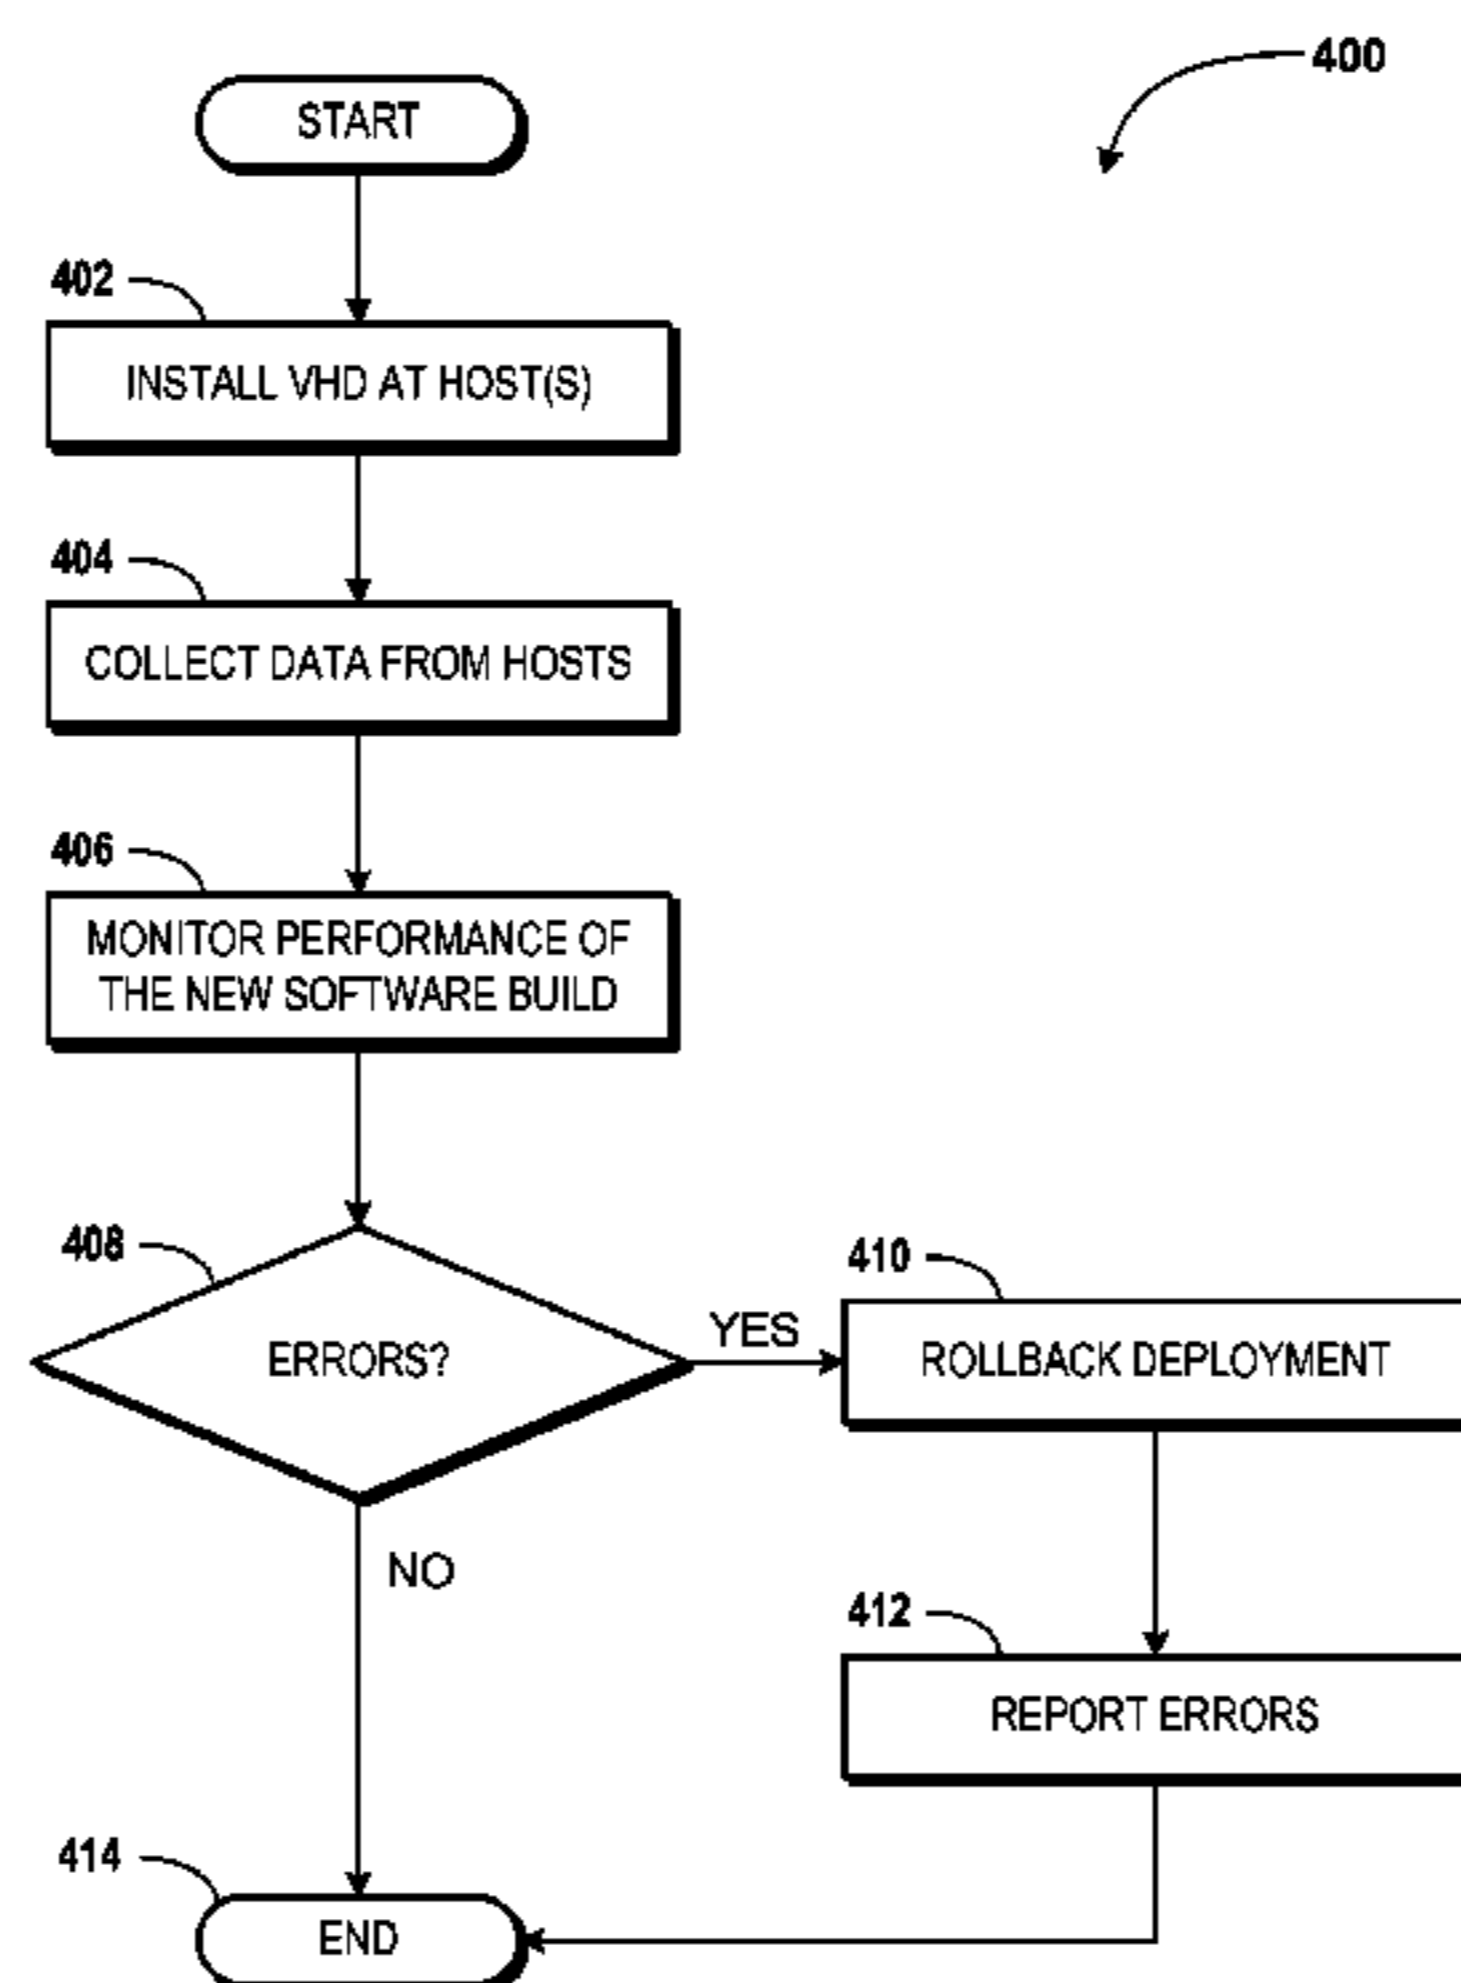 400
START
402
INSTALL VHD AT HOST(S)
404
COLLECT DATA FROM HOSTS
406
MONITOR PERFORMANCE OF
THE NEW SOFTWARE BUILD
408
ERRORS?
YES
410
ROLLBACK DEPLOYMENT
NO
412
REPORT ERRORS
414
END